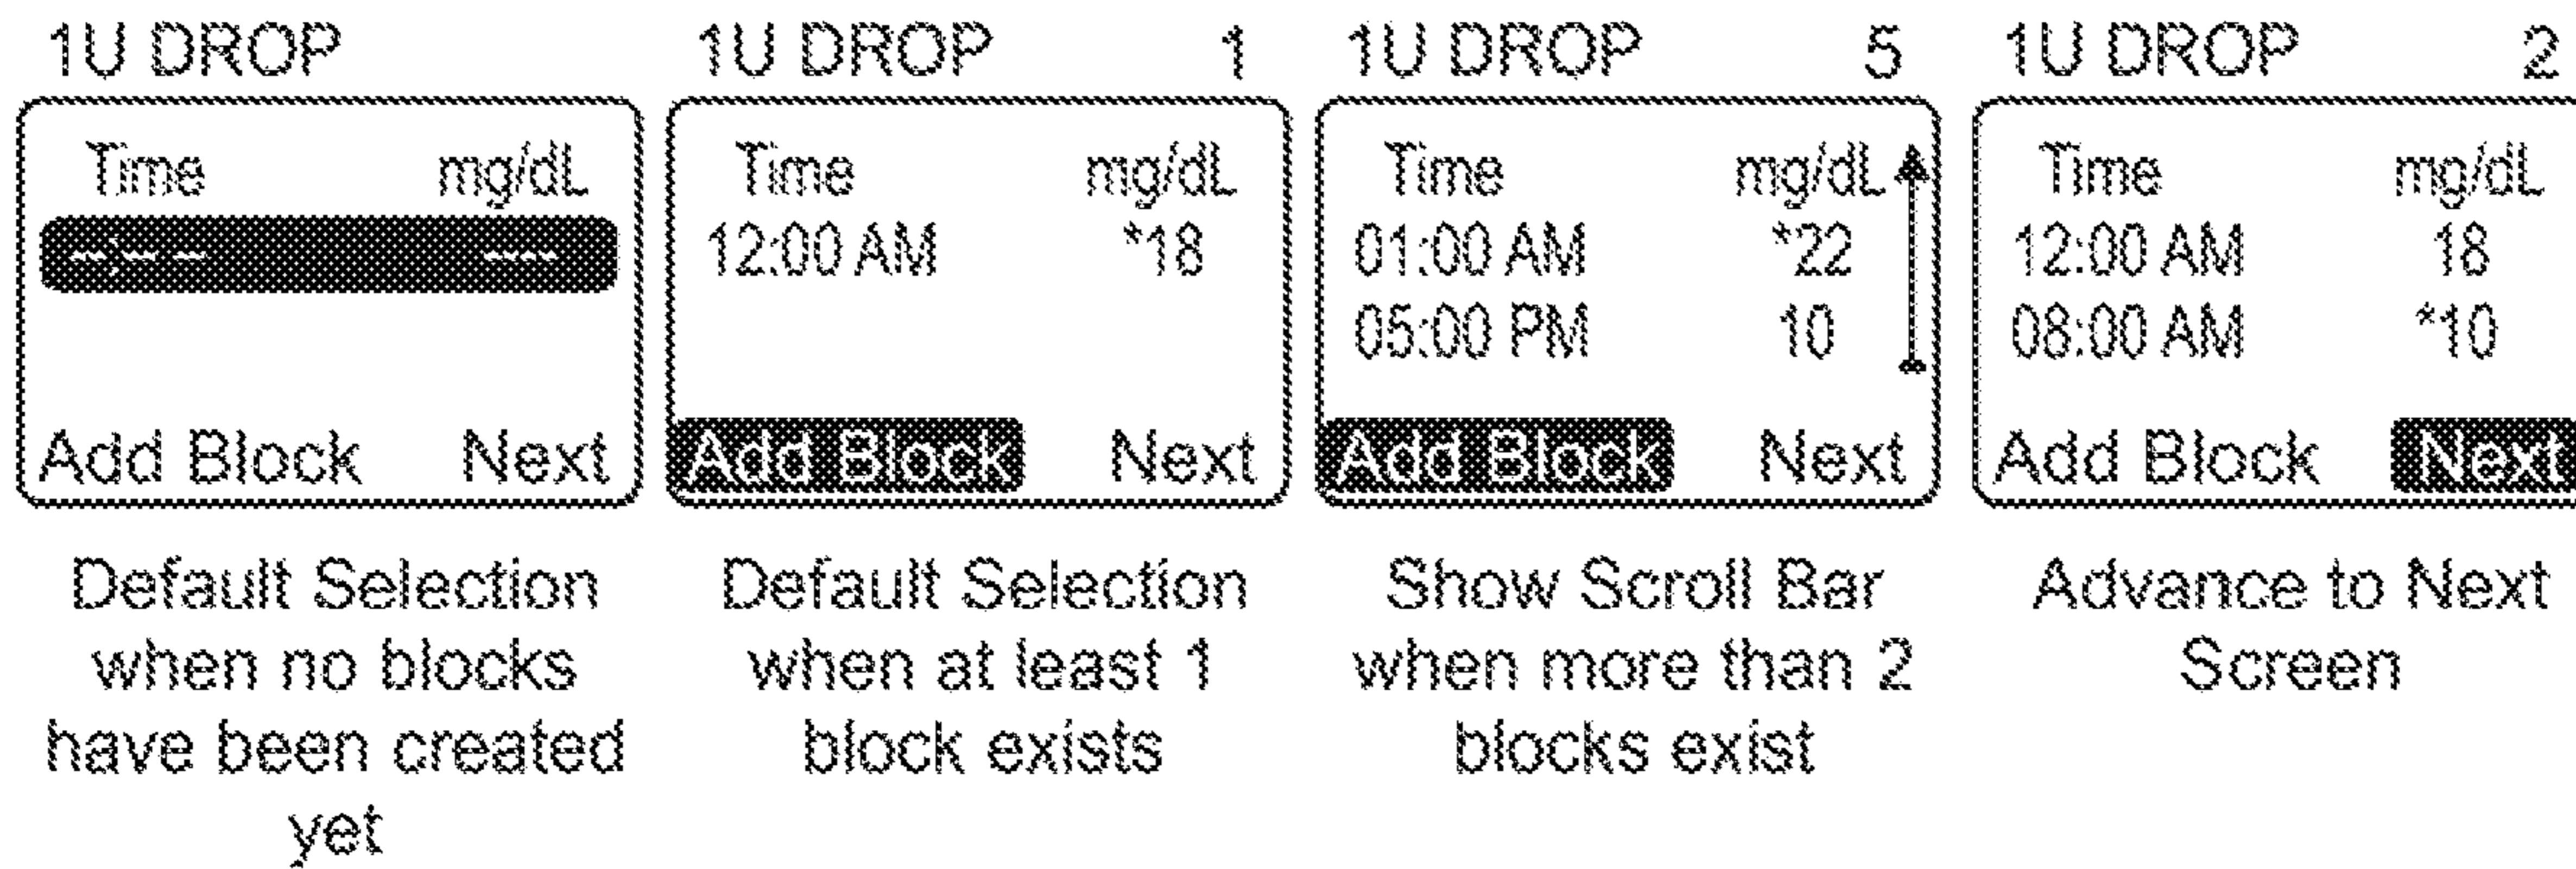 1U DROP
Time mg/dL
--:-- -- ----
Add Block Next
Default Selection
when no blocks
have been created
yet
1U DROP 1
Time mg/dL
12:00 AM *18
Add Block Next
Default Selection
when at least 1
block exists
1U DROP 5
Time mg/dL
01:00 AM *22
05:00 PM 10
Add Block Next
Show Scroll Bar
when more than 2
blocks exist
1U DROP 2
Time mg/dL
12:00 AM 18
08:00 AM *10
Add Block Next
Advance to Next
Screen